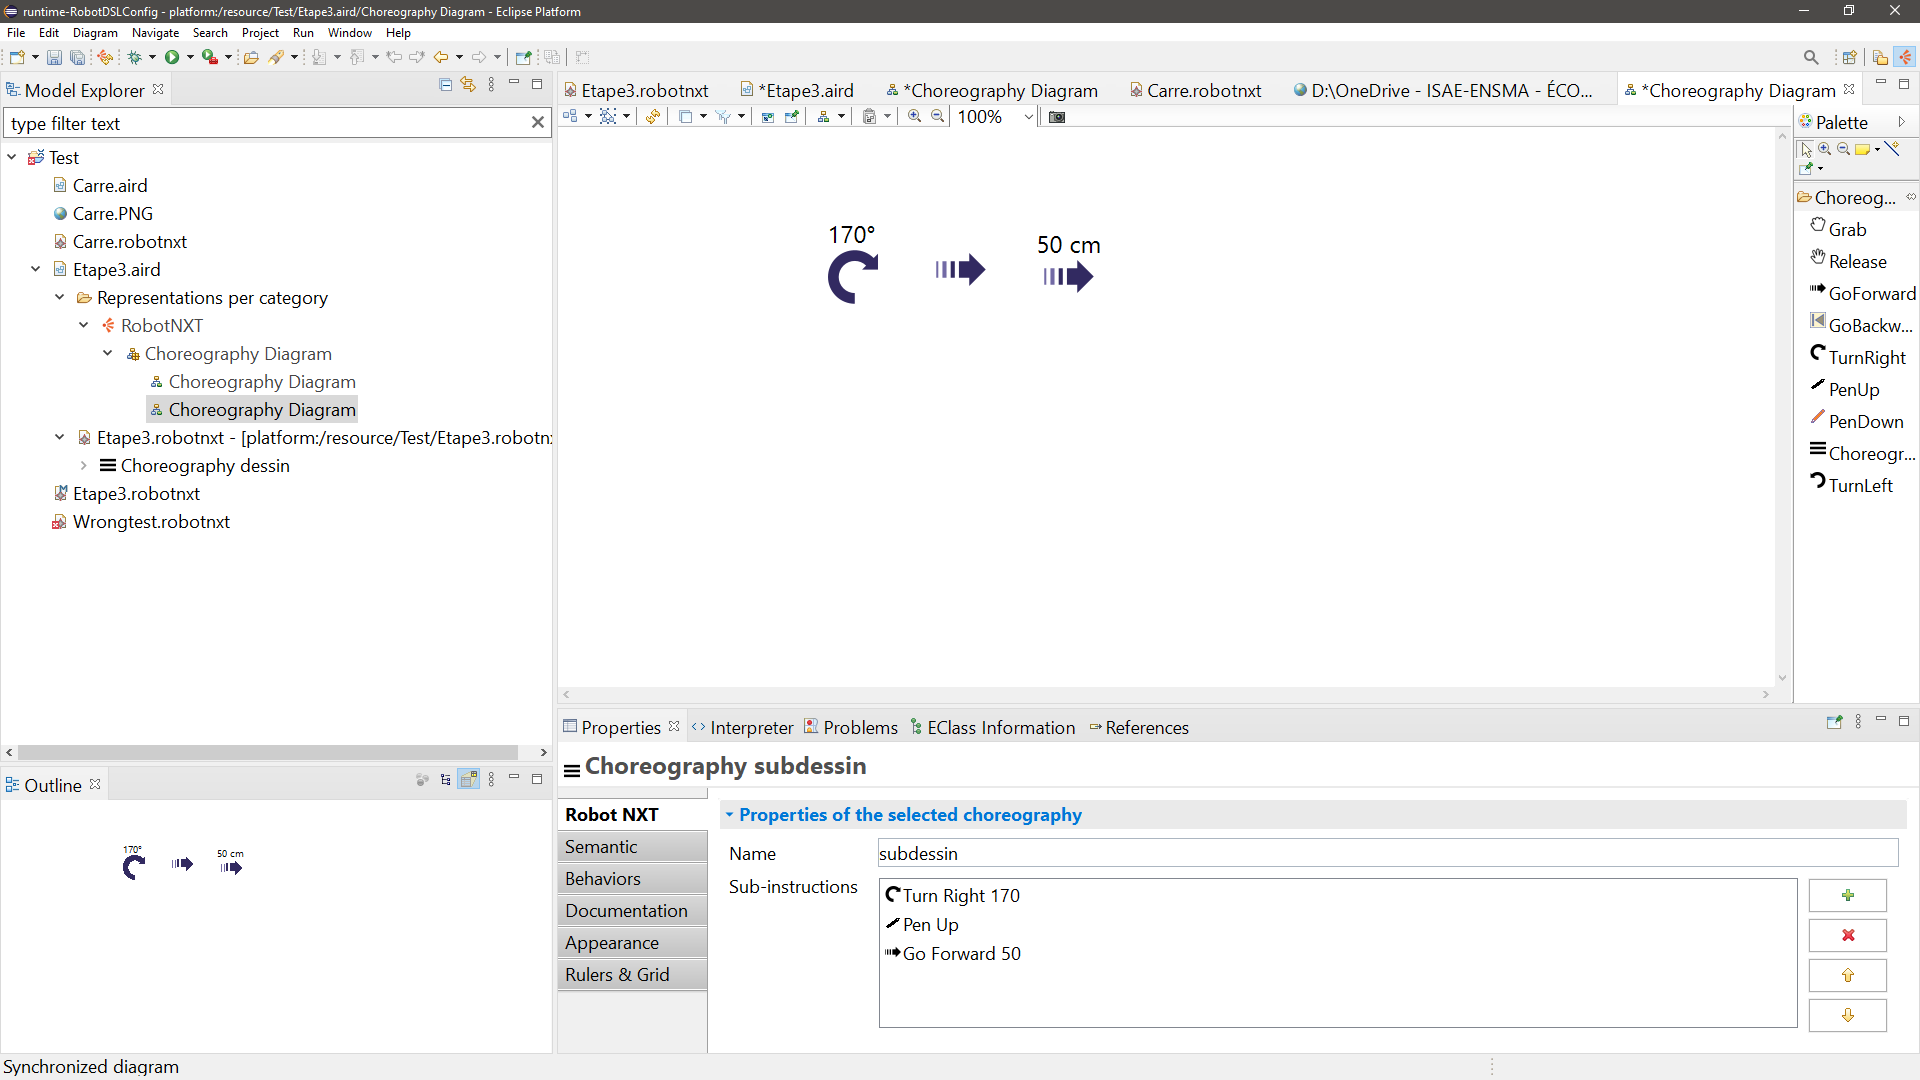 runtime-RobotDSLConfig - platform:/resource/Test/Etape3.aird/Choreography Diagram - Eclipse Platform
File Edit Diagram Navigate Search Project Run Window Help
Model Explorer
type filter text
Test
Carre.aird
Carre.PNG
Carre.robotnxt
Etape3.aird
Representations per category
RobotNXT
Choreography Diagram
Choreography Diagram
Choreography Diagram
Etape3.robotnxt - [platform:/resource/Test/Etape3.robotn
Choreography dessin
Etape3.robotnxt
Wrongtest.robotnxt
Outline
170°
50 cm
Etape3.robotnxt *Etape3.aird *Choreography Diagram Carre.robotnxt D:\OneDrive - ISAE-ENSMA - ÉCO... *Choreography Diagram
100%
170°
50 cm
Palette
Choreog...
Grab
Release
GoForward
GoBackw...
TurnRight
PenUp
PenDown
Choreogr...
TurnLeft
Properties Interpreter Problems EClass Information References
Choreography subdessin
Robot NXT
Semantic
Behaviors
Documentation
Appearance
Rulers & Grid
Properties of the selected choreography
Name subdessin
Sub-instructions
Turn Right 170
Pen Up
Go Forward 50
Synchronized diagram